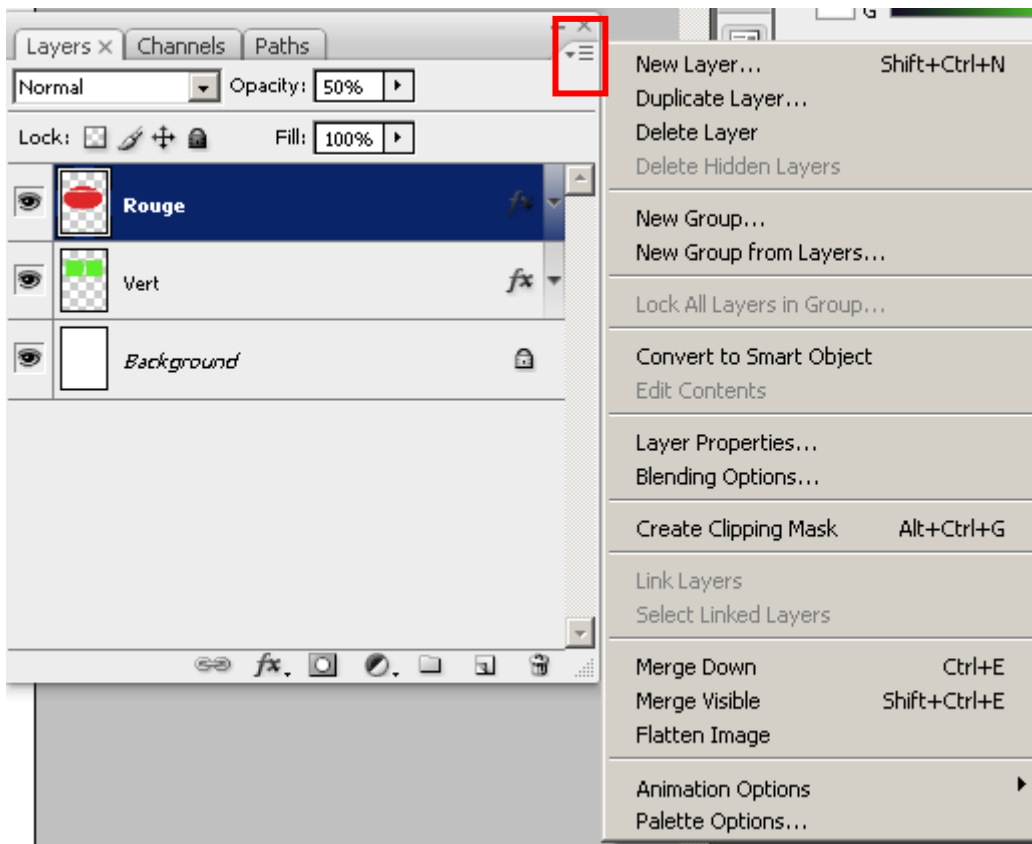 G
Layers × Channels Paths
Normal Opacity: 50%
Lock: Fill: 100%
Rouge fx
Vert fx
Background
fx.
New Layer... Shift+Ctrl+N
Duplicate Layer...
Delete Layer
Delete Hidden Layers
New Group...
New Group from Layers...
Lock All Layers in Group...
Convert to Smart Object
Edit Contents
Layer Properties...
Blending Options...
Create Clipping Mask Alt+Ctrl+G
Link Layers
Select Linked Layers
Merge Down Ctrl+E
Merge Visible Shift+Ctrl+E
Flatten Image
Animation Options
Palette Options...